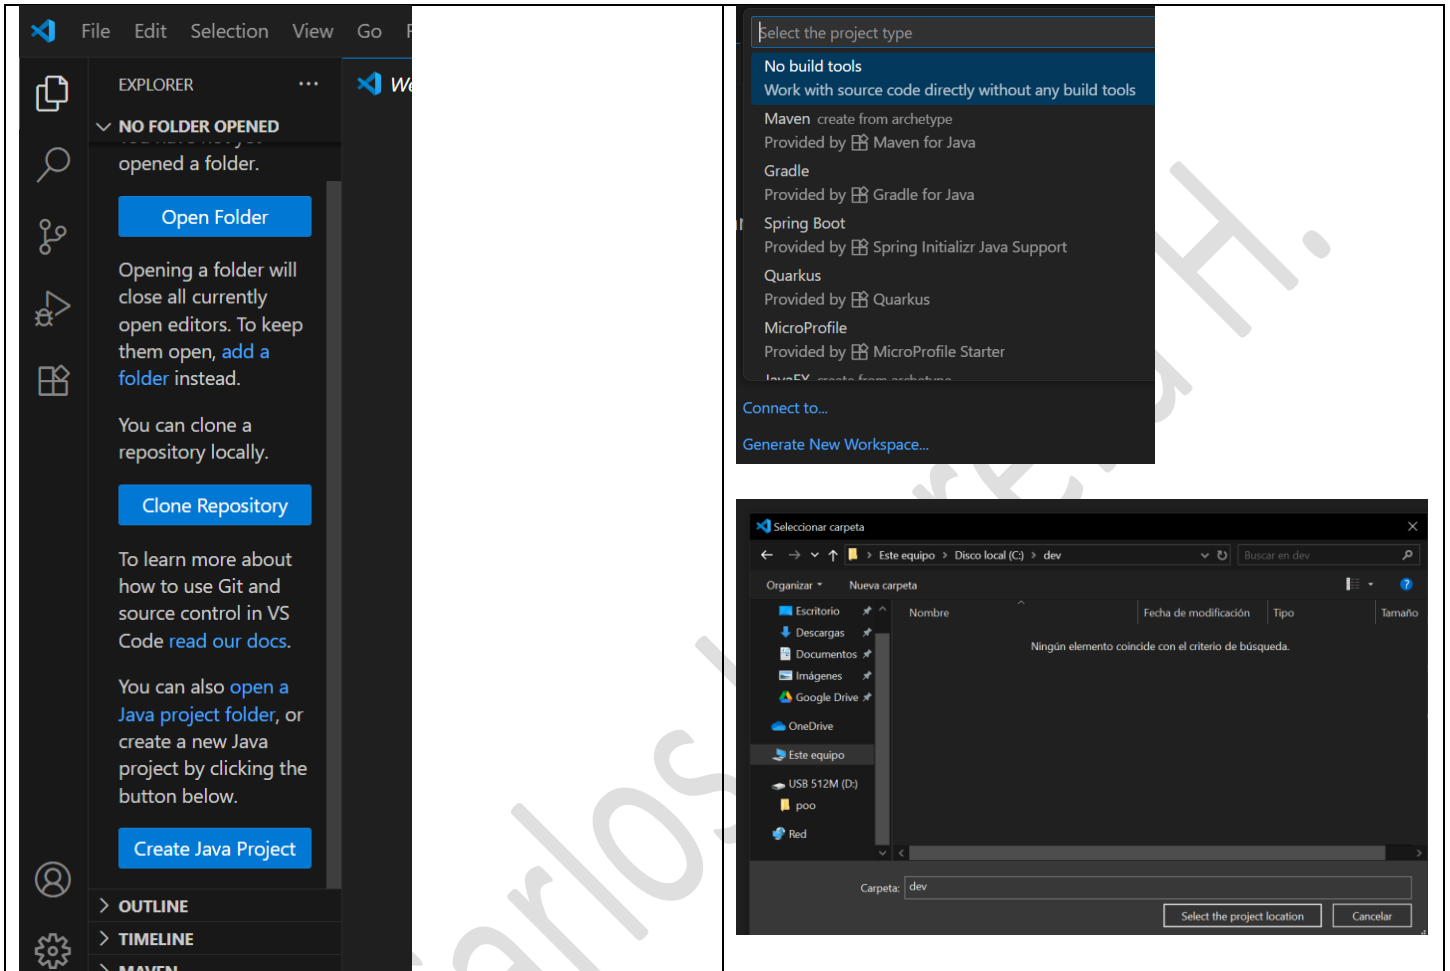 File Edit Selection View Go
EXPLORER ...
We
NO FOLDER OPENED
opened a folder.
Open Folder
Opening a folder will
close all currently
open editors. To keep
them open, add a
folder instead.
You can clone a
repository locally.
Clone Repository
To learn more about
how to use Git and
source control in VS
Code read our docs.
You can also open a
Java project folder, or
create a new Java
project by clicking the
button below.
Create Java Project
OUTLINE
TIMELINE
MAVEN
Select the project type
No build tools
Work with source code directly without any build tools
Maven create from archetype
Provided by Maven for Java
Gradle
Provided by Gradle for Java
Spring Boot
Provided by Spring Initializr Java Support
Quarkus
Provided by Quarkus
MicroProfile
Provided by MicroProfile Starter
JavaFX create from archetype
Connect to...
Generate New Workspace...
Seleccionar carpeta
Este equipo > Disco local (C:) > dev
Buscar en dev
Organizar Nueva carpeta
Escritorio
Descargas
Documentos
Imágenes
Google Drive
OneDrive
Este equipo
USB 512M (D:)
poo
Red
Nombre Fecha de modificación Tipo Tamaño
Ningún elemento coincide con el criterio de búsqueda.
Carpeta: dev
Select the project location Cancelar
Carlos
H.